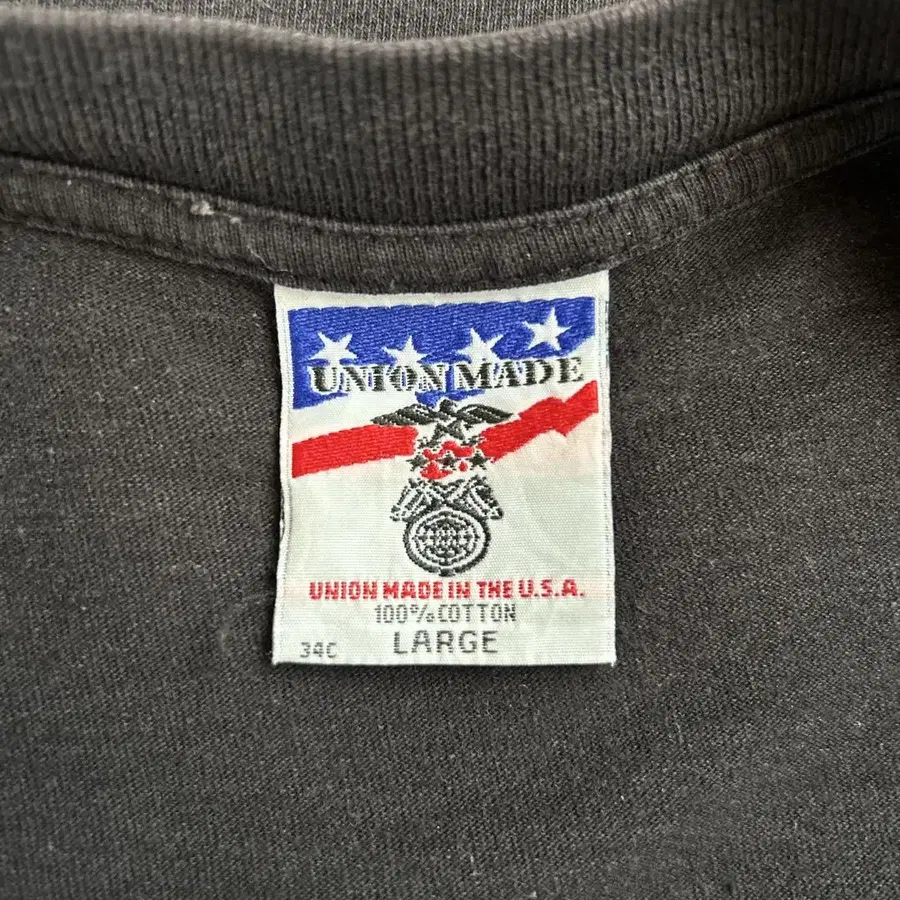 UNION MADE
UNION MADE IN THE U.S.A.
100% COTTON
34C LARGE